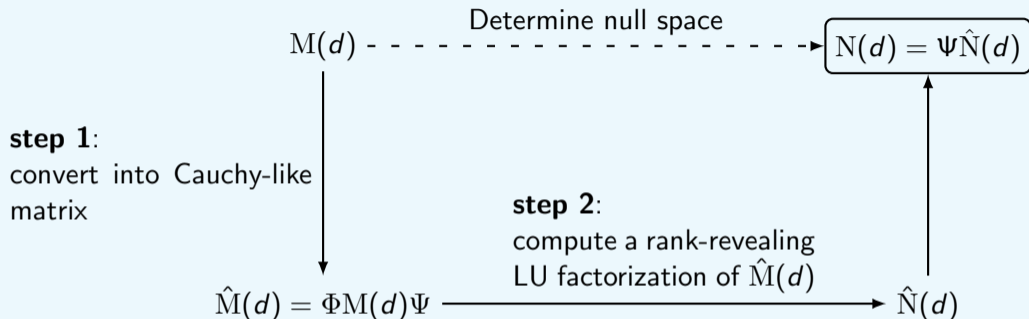 Determine null space
M(d)
N(d) = ΨN̂(d)
step 1:
convert into Cauchy-like
matrix
step 2:
compute a rank-revealing
LU factorization of M̂(d)
M̂(d) = ΦM(d)Ψ
N̂(d)